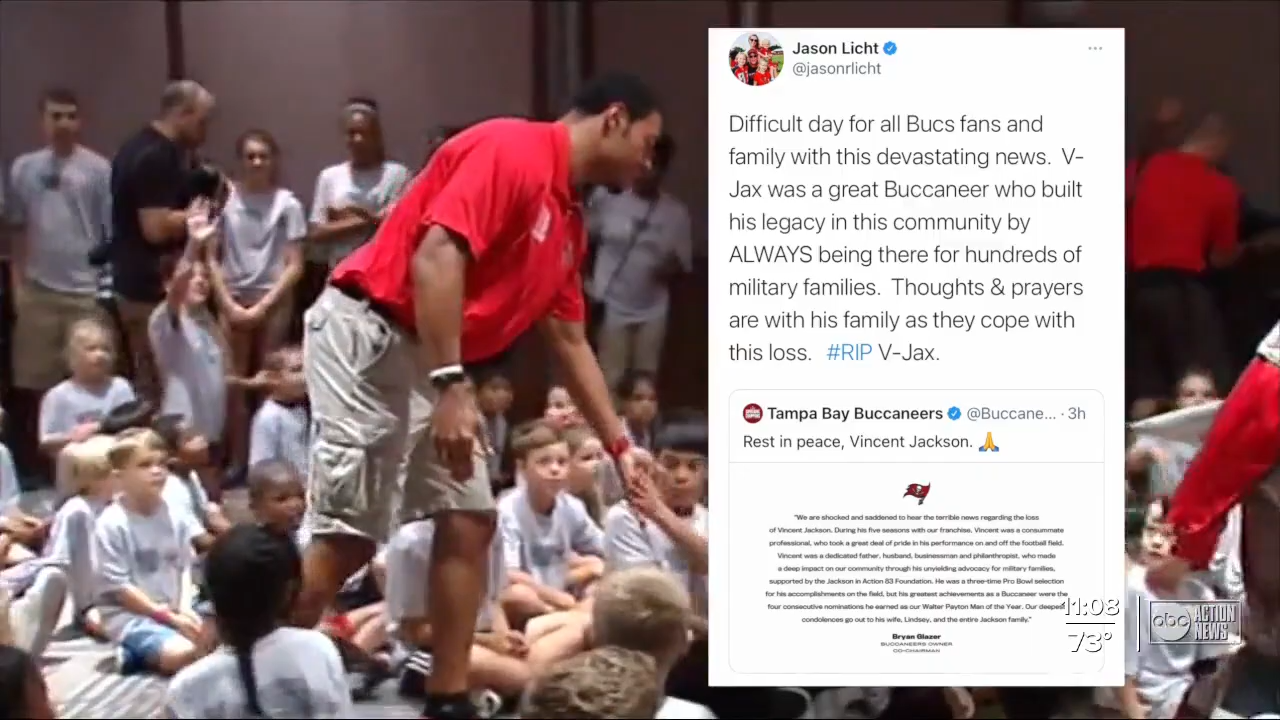 Jason Licht
@jasonrlicht
Difficult day for all Bucs fans and
family with this devastating news. V-
Jax was a great Buccaneer who built
his legacy in this community by
ALWAYS being there for hundreds of
military families. Thoughts & prayers
are with his family as they cope with
this loss. #RIP V-Jax.
Tampa Bay Buccaneers @Buccane... · 3h
Rest in peace, Vincent Jackson. 🙏
"We are shocked and saddened to hear the terrible news regarding the loss
of Vincent Jackson. During his five seasons with our franchise, Vincent was a consummate
professional, who took a great deal of pride in his performance on and off the football field.
Vincent was a dedicated father, husband, businessman and philanthropist, who made
a deep impact on our community through his unyielding advocacy for military families,
supported by the Jackson in Action 83 Foundation. He was a three-time Pro Bowl selection
for his accomplishments on the field, but his greatest achievements as a Buccaneer were the
four consecutive nominations he earned as our Walter Payton Man of the Year. Our deepest
condolences go out to his wife, Lindsey, and the entire Jackson family."
Bryan Glazer
BUCCANEERS OWNER
CO-CHAIRMAN
11:08
73°
abc ACTION
NEWS